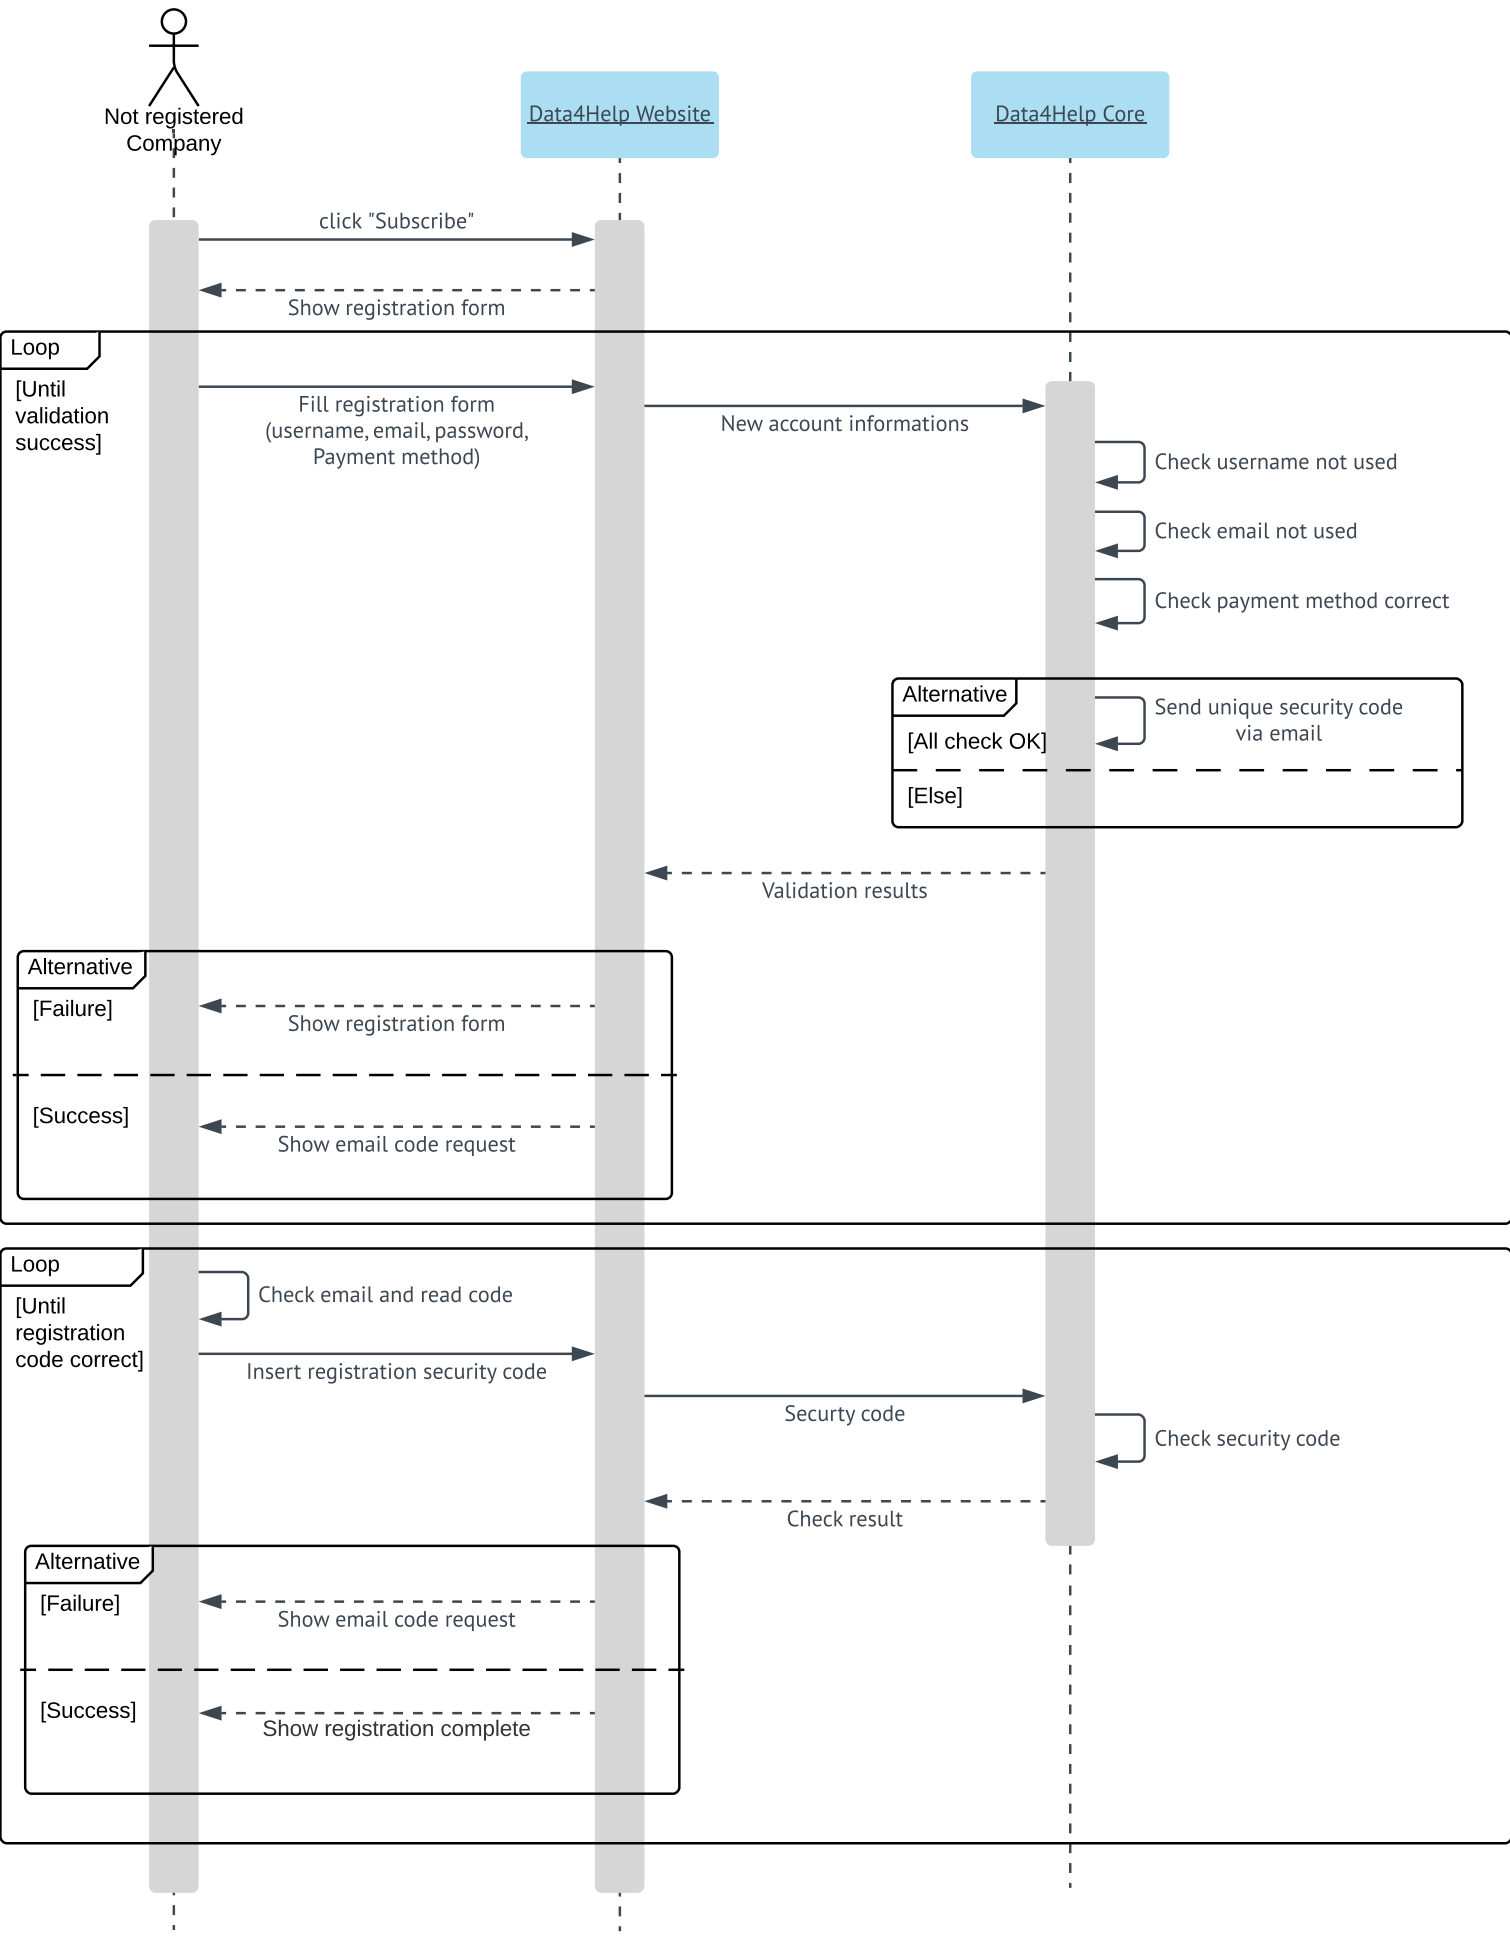 Not registered
Company
Data4Help Website
Data4Help Core
click "Subscribe"
Show registration form
Loop
[Until
validation
success]
Fill registration form
(username, email, password,
Payment method)
New account informations
Check username not used
Check email not used
Check payment method correct
Alternative
Send unique security code
via email
[All check OK]
[Else]
Validation results
Alternative
[Failure]
Show registration form
[Success]
Show email code request
Loop
[Until
registration
code correct]
Check email and read code
Insert registration security code
Securty code
Check security code
Check result
Alternative
[Failure]
Show email code request
[Success]
Show registration complete